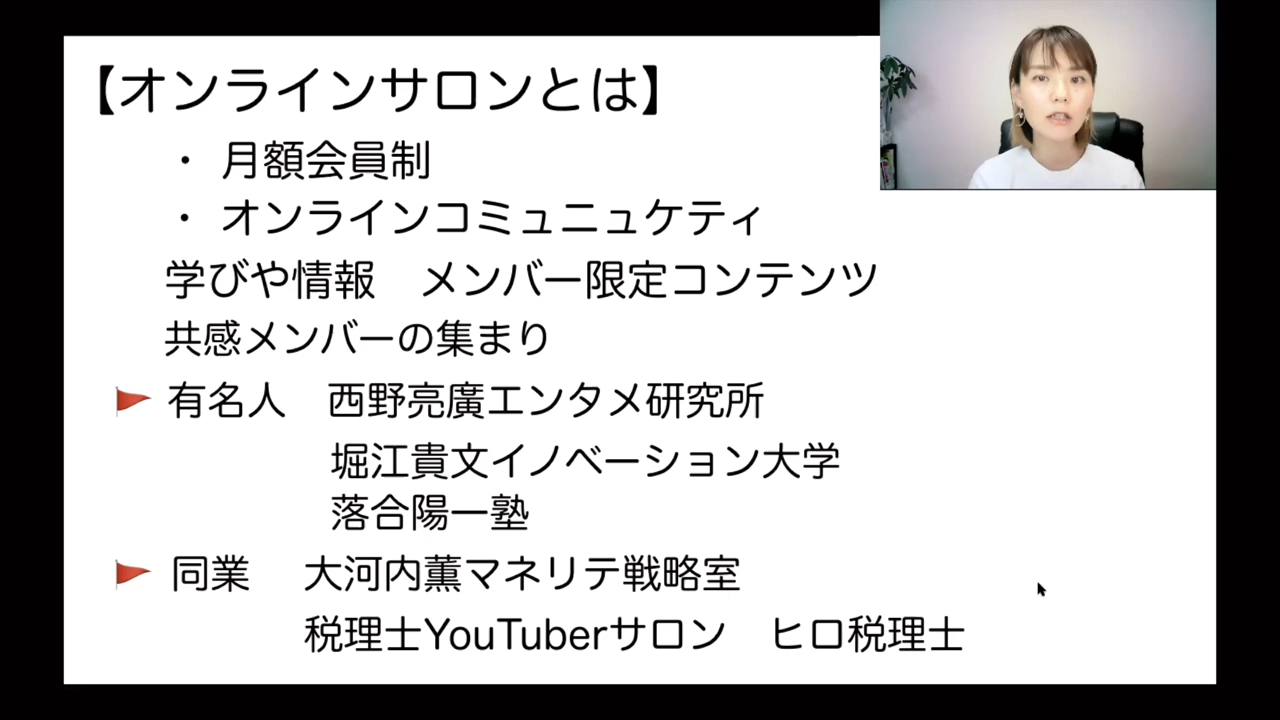 【オンラインサロンとは】
・ 月額会員制
・ オンラインコミュニュケティ
学びや情報　メンバー限定コンテンツ
共感メンバーの集まり
有名人　西野亮廣エンタメ研究所
堀江貴文イノベーション大学
落合陽一塾
同業　大河内薫マネリテ戦略室
税理士YouTuberサロン　ヒロ税理士